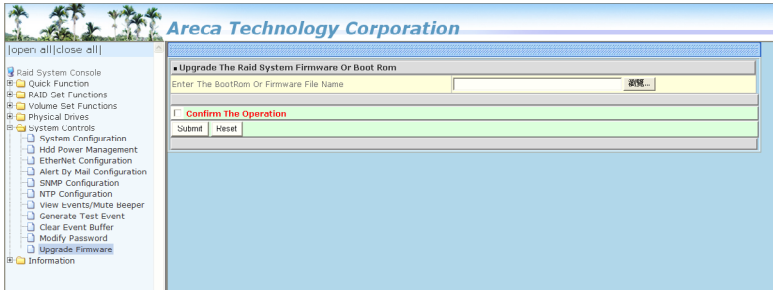 Areca Technology Corporation
|open all|close all|
Raid System Console
Quick Function
RAID Set Functions
Volume Set Functions
Physical Drives
System Controls
System Configuration
Hdd Power Management
EtherNet Configuration
Alert By Mail Configuration
SNMP Configuration
NTP Configuration
View Events/Mute Beeper
Generate Test Event
Clear Event Buffer
Modify Password
Upgrade Firmware
Information
Upgrade The Raid System Firmware Or Boot Rom
Enter The BootRom Or Firmware File Name
瀏覽...
Confirm The Operation
Submit Reset